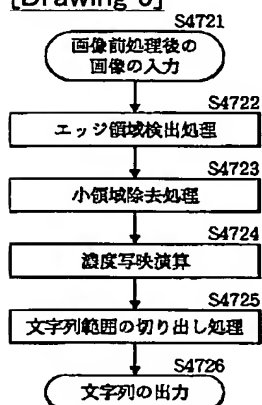 [Drawing 6]
S4721
画像前処理後の
画像の入力
S4722
エッジ領域検出処理
S4723
小領域除去処理
S4724
濃度写映演算
S4725
文字列範囲の切り出し処理
S4726
文字列の出力